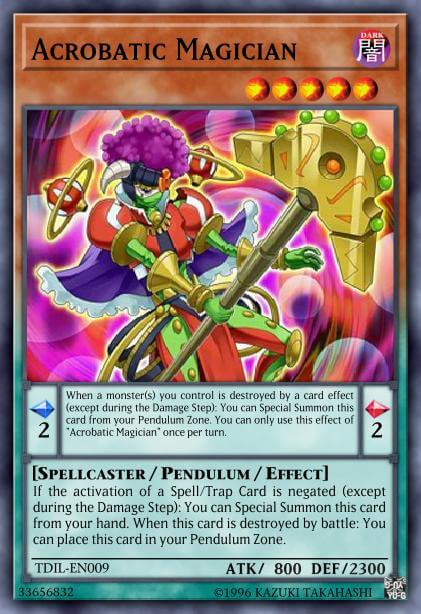 ACROBATIC MAGICIAN
DARK
闇
When a monster(s) you control is destroyed by a card effect
(except during the Damage Step): You can Special Summon this
card from your Pendulum Zone. You can only use this effect of
"Acrobatic Magician" once per turn.
2
2
[SPELLCASTER / PENDULUM / EFFECT]
If the activation of a Spell/Trap Card is negated (except
during the Damage Step): You can Special Summon this
card from your hand. When this card is destroyed by battle: You
can place this card in your Pendulum Zone.
TDIL-EN009
ATK/ 800 DEF/2300
33656832
©1996 KAZUKI TAKAHASHI